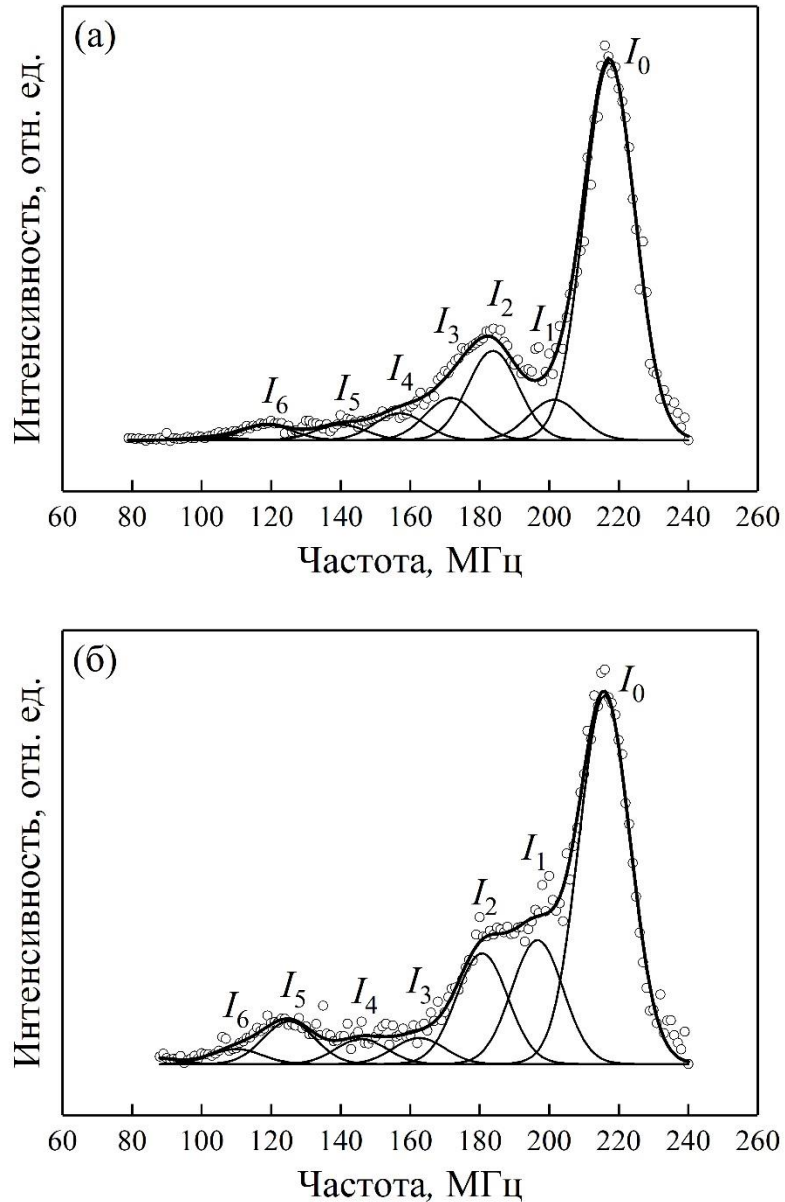 (а)
I0
I1
I2
I3
I4
I5
I6
Интенсивность, отн. ед.
60 80 100 120 140 160 180 200 220 240 260
Частота, МГц
(б)
I0
I1
I2
I3
I4
I5
I6
Интенсивность, отн. ед.
60 80 100 120 140 160 180 200 220 240 260
Частота, МГц